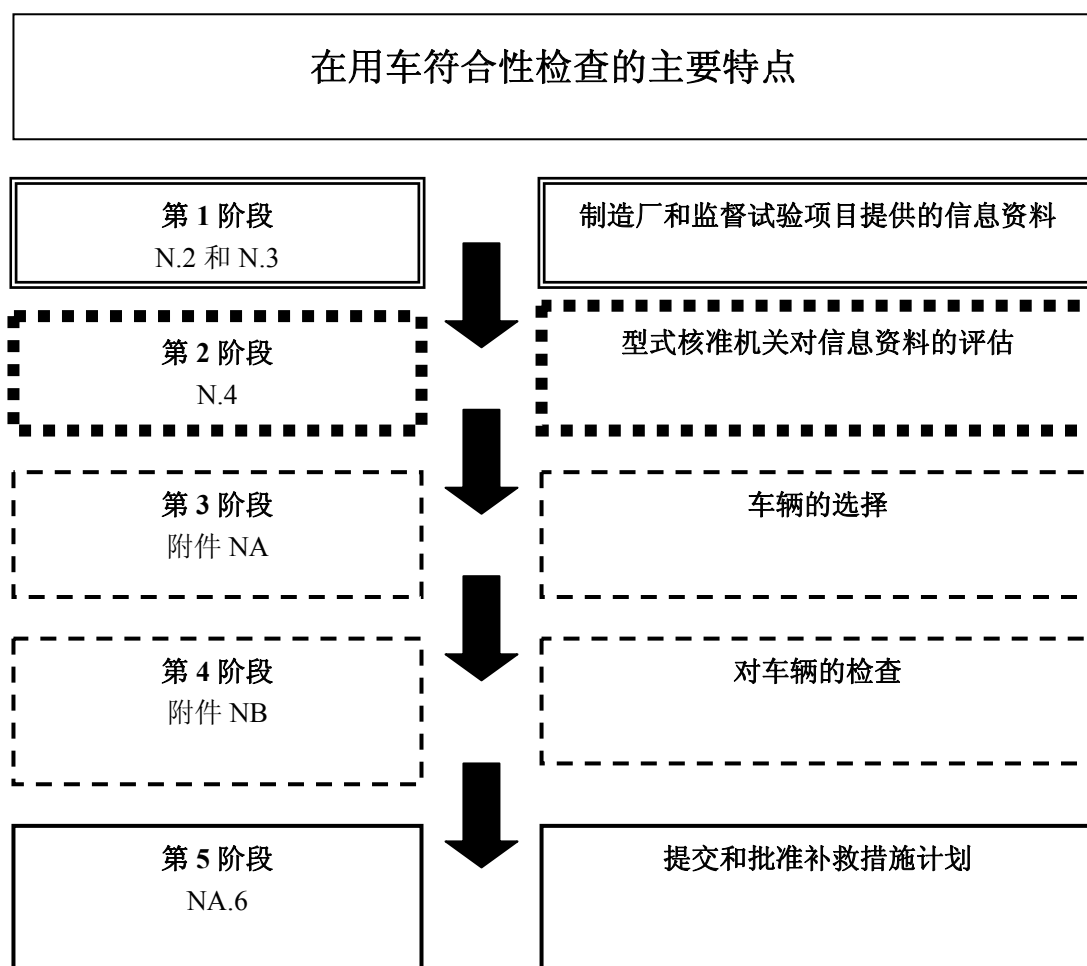 在用车符合性检查的主要特点
第 1 阶段
N.2 和 N.3
制造厂和监督试验项目提供的信息资料
第 2 阶段
N.4
型式核准机关对信息资料的评估
第 3 阶段
附件 NA
车辆的选择
第 4 阶段
附件 NB
对车辆的检查
第 5 阶段
NA.6
提交和批准补救措施计划